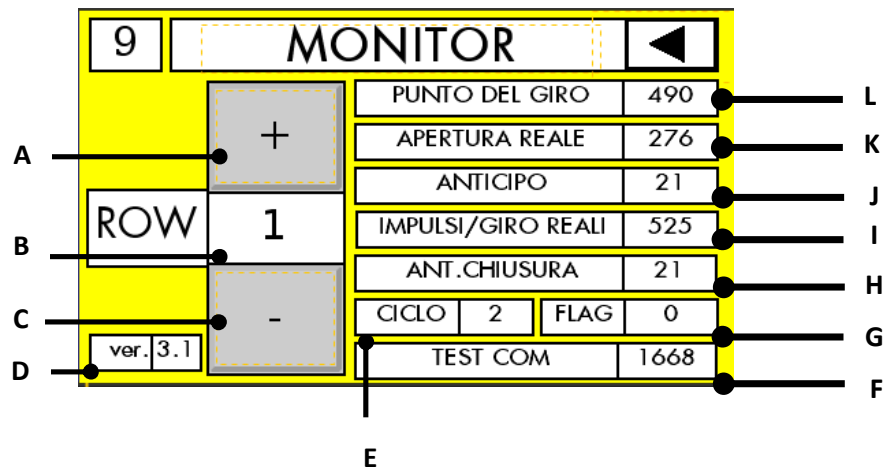 9 MONITOR
PUNTO DEL GIRO 490 L
+ APERTURA REALE 276 K
A
ANTICIPO 21 J
ROW 1 IMPULSI/GIRO REALI 525 I
B
ANT.CHIUSURA 21 H
C - CICLO 2 FLAG 0 G
D ver. 3.1 TEST COM 1668 F
E